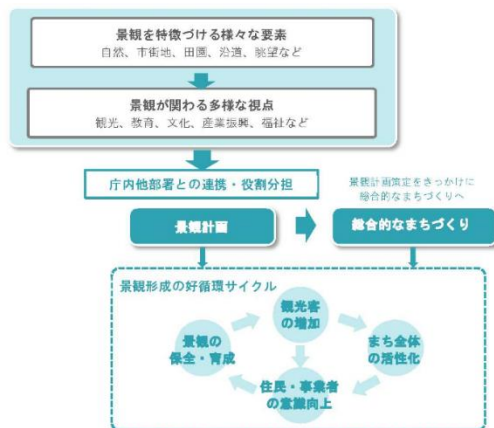 景観を特徴づける様々な要素
自然、市街地、田園、沿道、眺望など
景観が関わる多様な視点
観光、教育、文化、産業振興、福祉など
庁内他部署との連携・役割分担
景観計画策定をきっかけに
総合的なまちづくりへ
景観計画
総合的なまちづくり
景観形成の好循環サイクル
観光客
の増加
景観の
保全・育成
まち全体
の活性化
住民・事業者
の意識向上